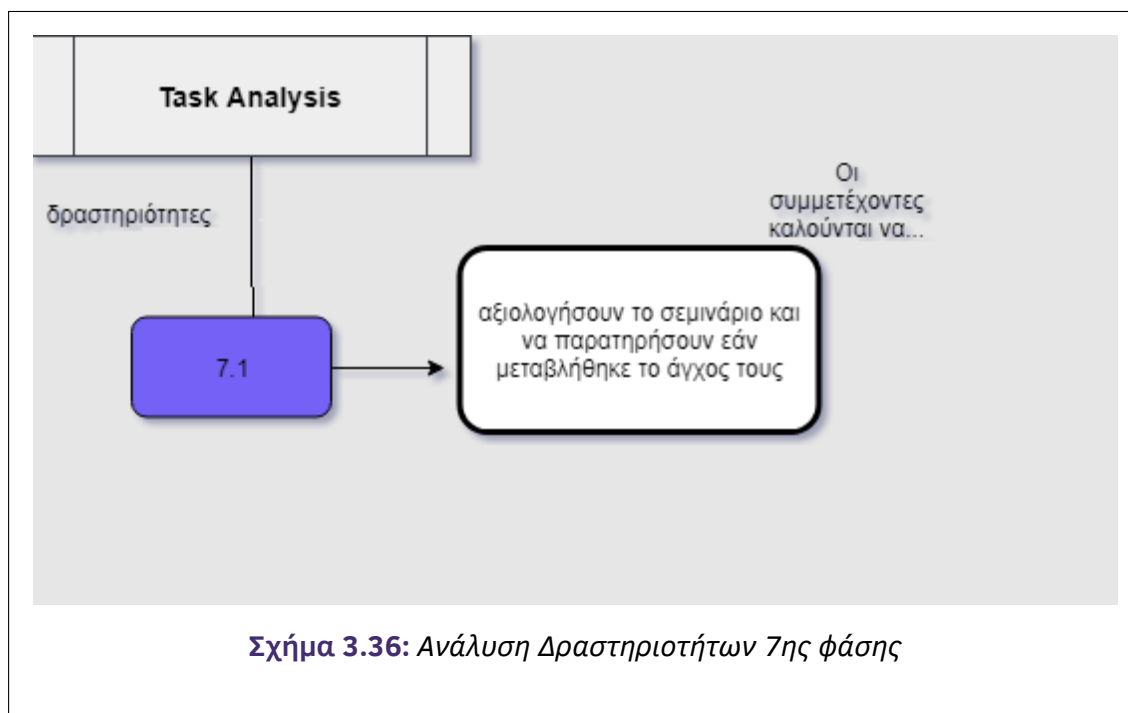 Task Analysis
δραστηριότητες
Οι
συμμετέχοντες
καλούνται να...
7.1
αξιολογήσουν το σεμινάριο και
να παρατηρήσουν εάν
μεταβλήθηκε το άγχος τους
Σχήμα 3.36: Ανάλυση Δραστηριοτήτων 7ης φάσης